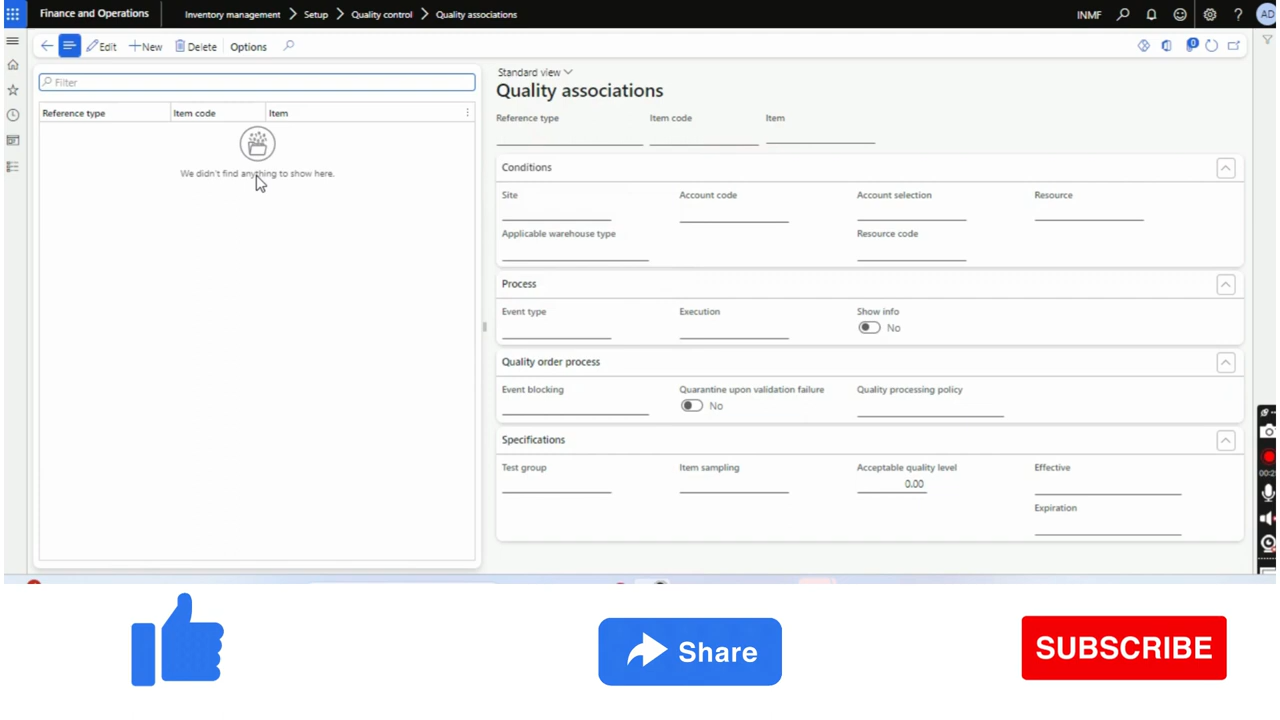 Finance and Operations
Inventory management > Setup > Quality control > Quality associations
INMF
AD
Edit
New
Delete
Options
0
Filter
Reference type Item code Item
We didn't find anything to show here.
Standard view
Quality associations
Reference type Item code Item
Conditions
Site Account code Account selection Resource
Applicable warehouse type Resource code
Process
Event type Execution Show info
No
Quality order process
Event blocking Quarantine upon validation failure Quality processing policy
No
Specifications
Test group Item sampling Acceptable quality level Effective
0.00
Expiration
Share
SUBSCRIBE